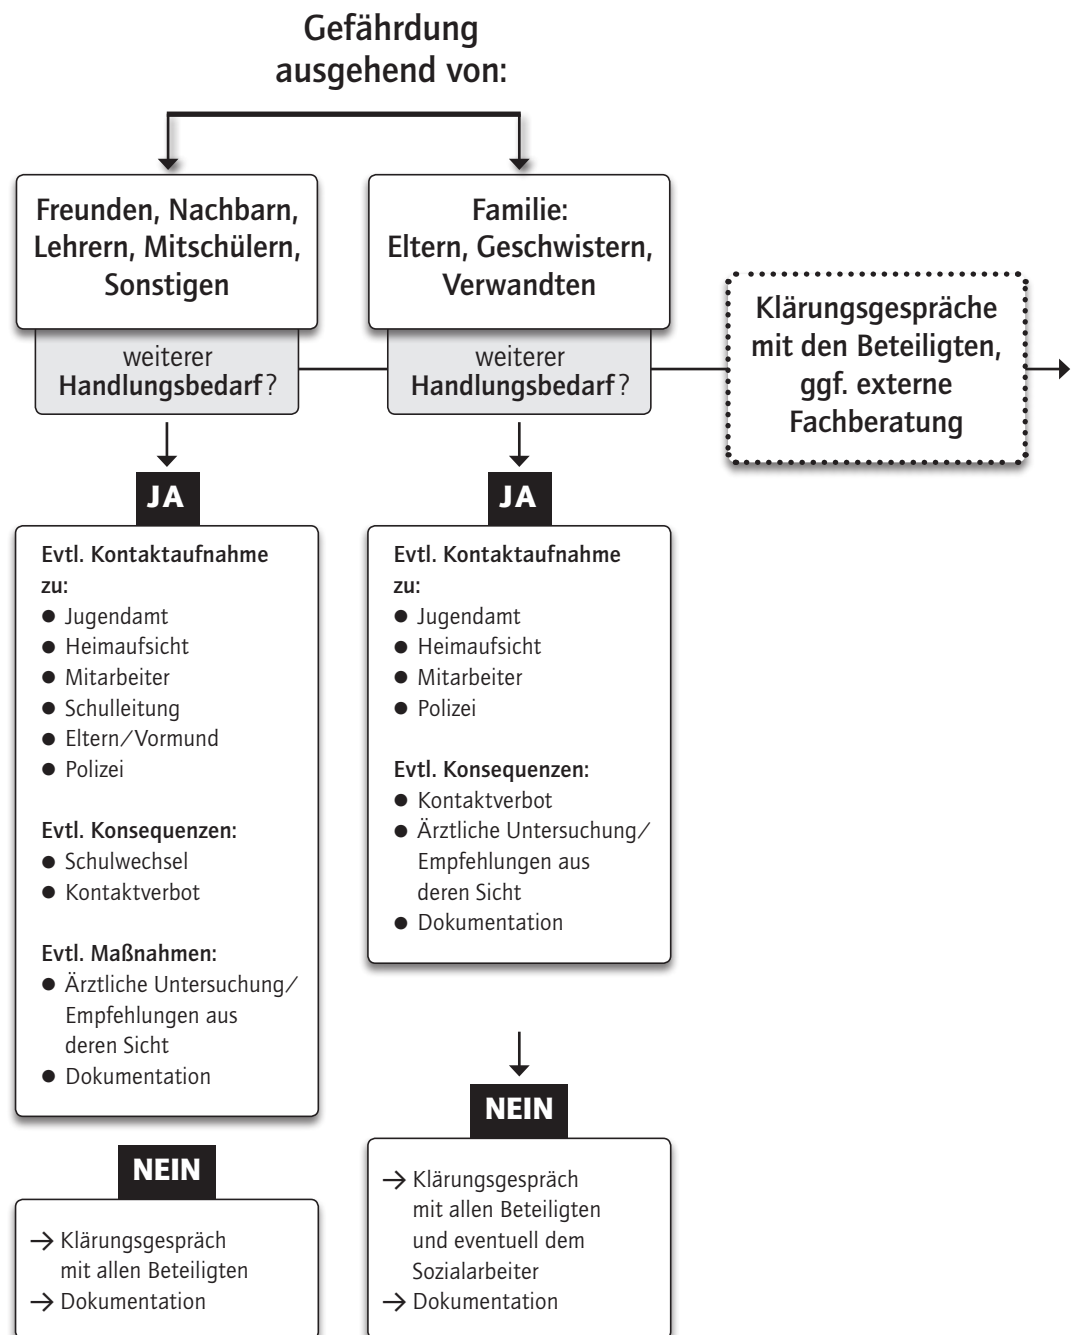 Gefährdung
ausgehend von:
Freunden, Nachbarn,
Lehrern, Mitschülern,
Sonstigen
weiterer
Handlungsbedarf?
Familie:
Eltern, Geschwistern,
Verwandten
weiterer
Handlungsbedarf?
Klärungsgespräche
mit den Beteiligten,
ggf. externe
Fachberatung
JA
Evtl. Kontaktaufnahme
zu:
● Jugendamt
● Heimaufsicht
● Mitarbeiter
● Schulleitung
● Eltern/Vormund
● Polizei
Evtl. Konsequenzen:
● Schulwechsel
● Kontaktverbot
Evtl. Maßnahmen:
● Ärztliche Untersuchung/
Empfehlungen aus
deren Sicht
● Dokumentation
NEIN
→ Klärungsgespräch
mit allen Beteiligten
→ Dokumentation
JA
Evtl. Kontaktaufnahme
zu:
● Jugendamt
● Heimaufsicht
● Mitarbeiter
● Polizei
Evtl. Konsequenzen:
● Kontaktverbot
● Ärztliche Untersuchung/
Empfehlungen aus
deren Sicht
● Dokumentation
NEIN
→ Klärungsgespräch
mit allen Beteiligten
und eventuell dem
Sozialarbeiter
→ Dokumentation